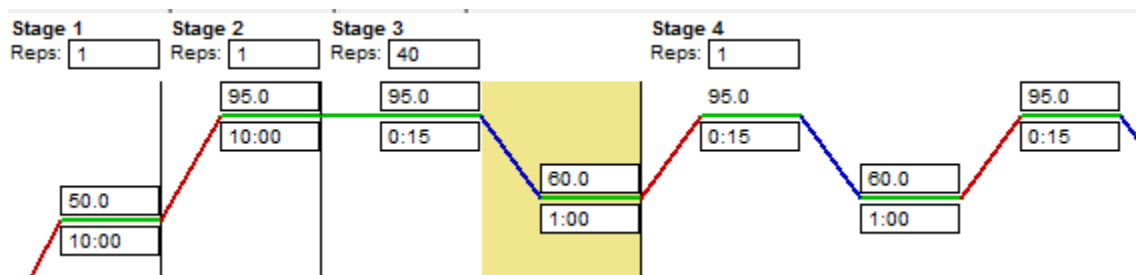 Stage 1 Stage 2 Stage 3 Stage 4
Reps: 1 Reps: 1 Reps: 40 Reps: 1
95.0 95.0 95.0 95.0
10:00 0:15 0:15 0:15
60.0 60.0
50.0 1:00 1:00
10:00